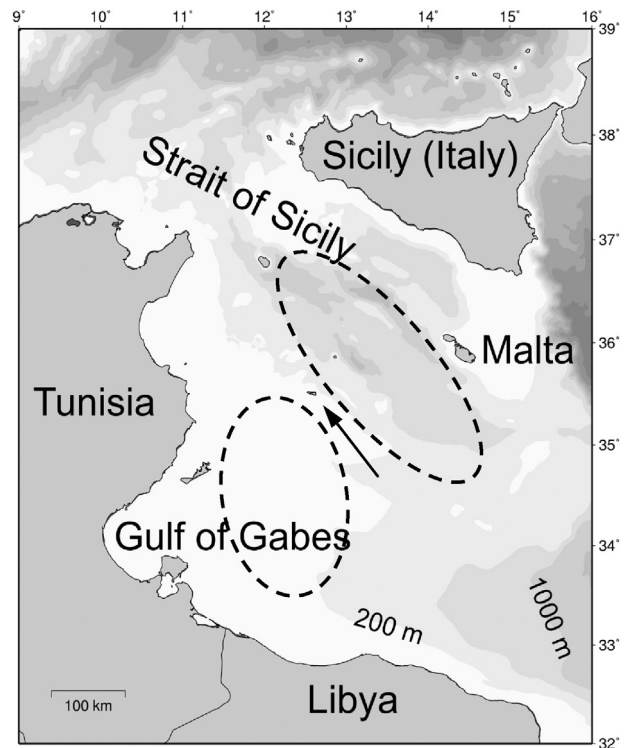 9° 10° 11° 12° 13° 14° 15° 16°
39°
38°
Sicily (Italy)
Strait of Sicily
37°
Malta
36°
Tunisia
35°
Gulf of Gabes
34°
200 m
1000 m
33°
100 km
Libya
32°